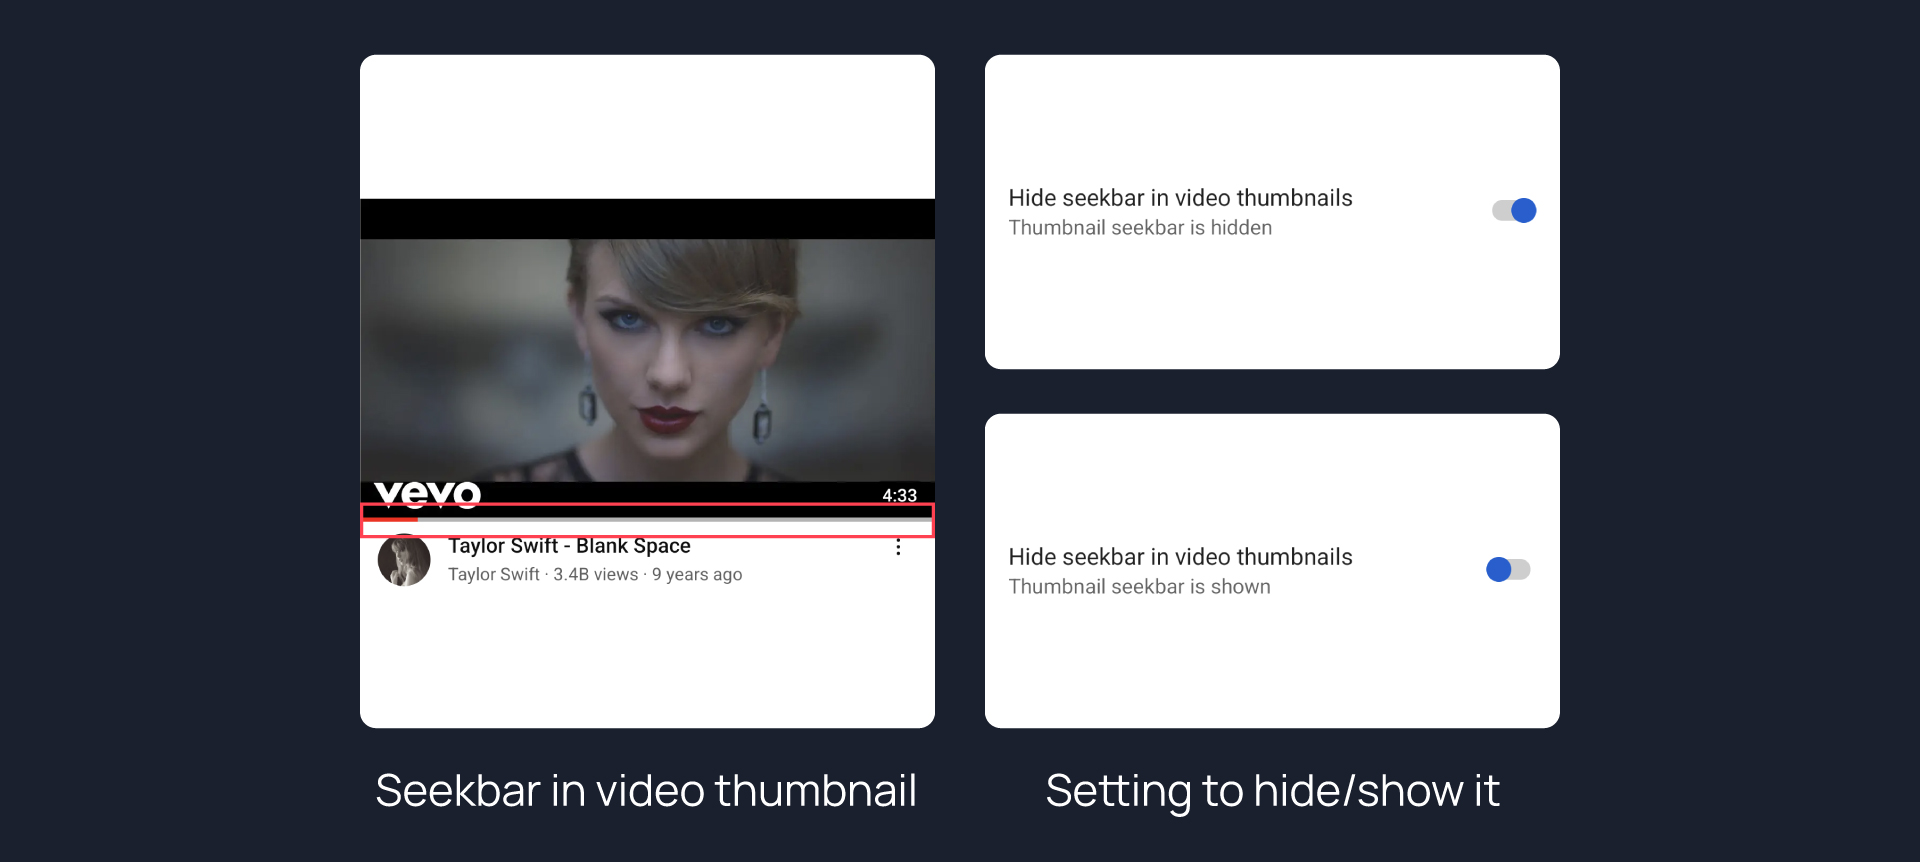 vevo
4:33
Taylor Swift - Blank Space
Taylor Swift · 3.4B views · 9 years ago
Seekbar in video thumbnail
Hide seekbar in video thumbnails
Thumbnail seekbar is hidden
Hide seekbar in video thumbnails
Thumbnail seekbar is shown
Setting to hide/show it